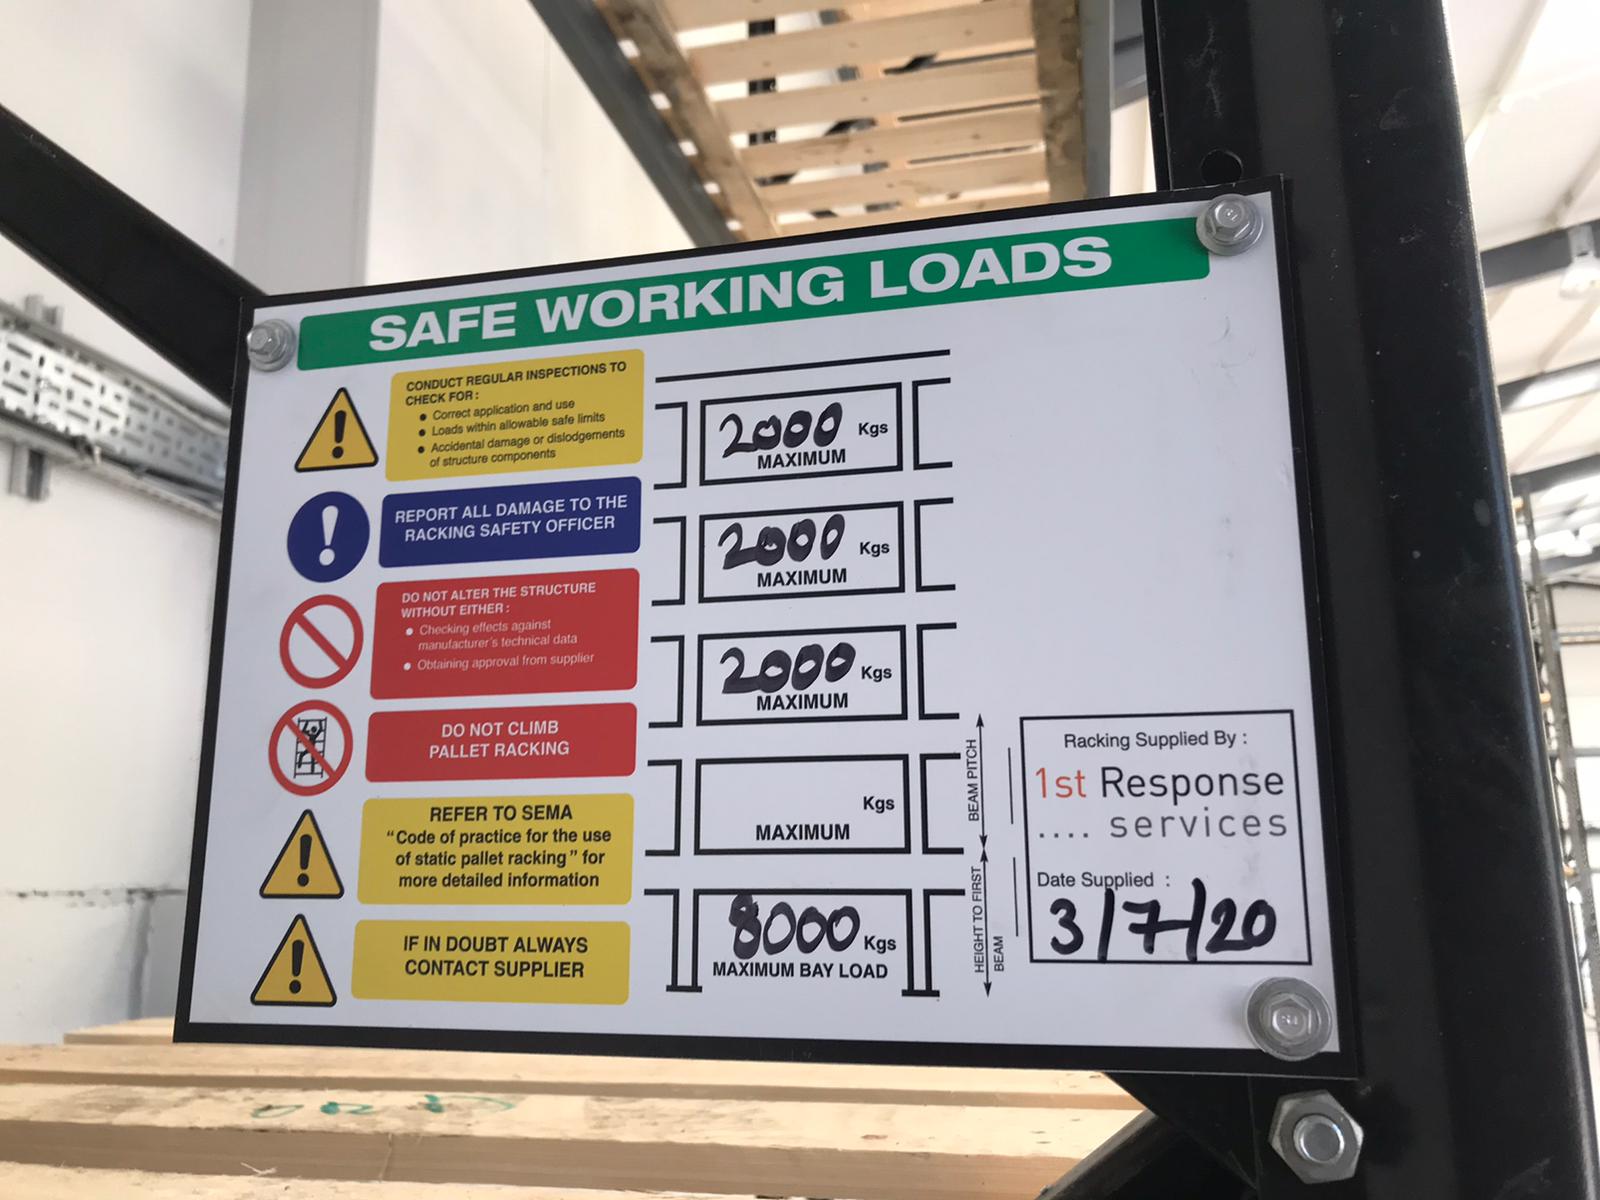 SAFE WORKING LOADS
CONDUCT REGULAR INSPECTIONS TO
CHECK FOR :
● Correct application and use
● Loads within allowable safe limits
● Accidental damage or dislodgements
of structure components
REPORT ALL DAMAGE TO THE
RACKING SAFETY OFFICER
DO NOT ALTER THE STRUCTURE
WITHOUT EITHER :
● Checking effects against
manufacturer's technical data
● Obtaining approval from supplier
DO NOT CLIMB
PALLET RACKING
REFER TO SEMA
"Code of practice for the use
of static pallet racking" for
more detailed information
IF IN DOUBT ALWAYS
CONTACT SUPPLIER
2000 Kgs
MAXIMUM
2000 Kgs
MAXIMUM
2000 Kgs
MAXIMUM
Kgs
MAXIMUM
8000 Kgs
MAXIMUM BAY LOAD
BEAM PITCH
HEIGHT TO FIRST
BEAM
Racking Supplied By :
1st Response
.... services
Date Supplied :
3/7/20